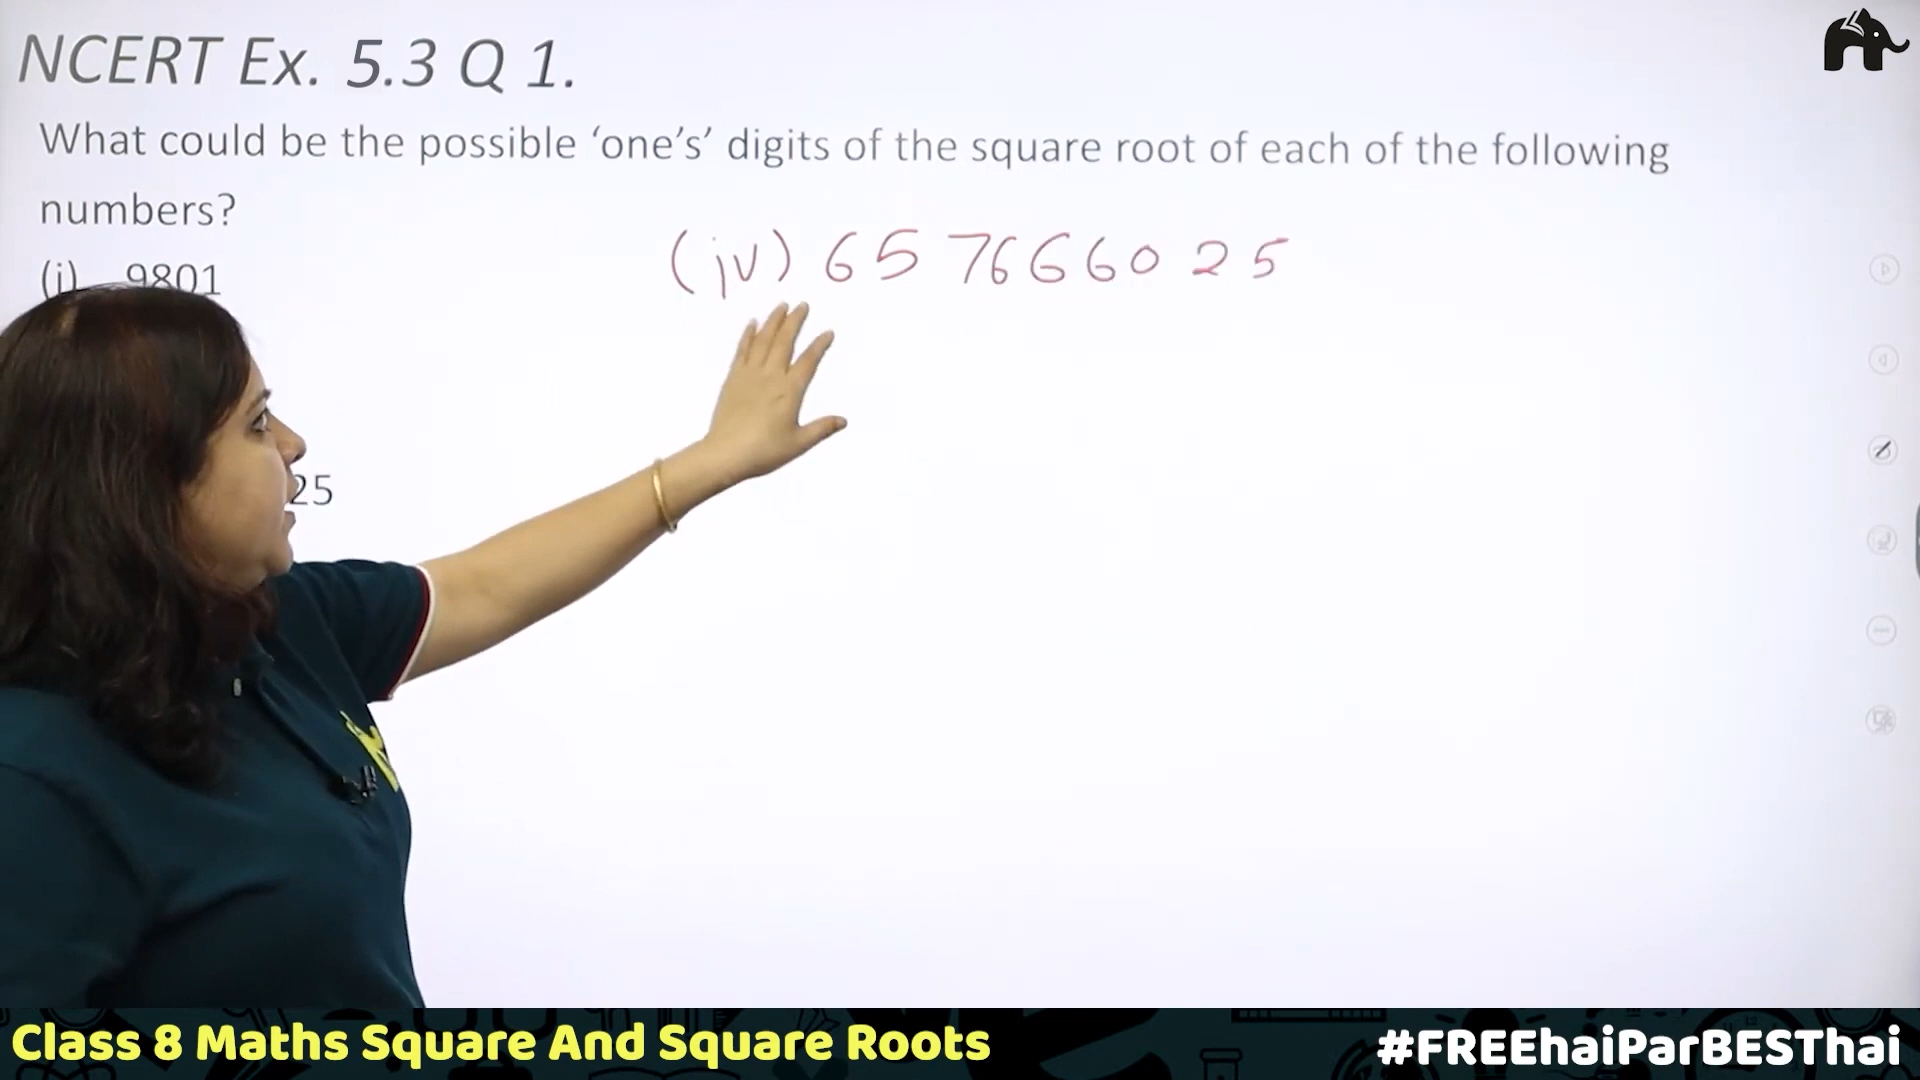 NCERT Ex. 5.3 Q 1.
What could be the possible ‘one’s’ digits of the square root of each of the following
numbers?
(i) 9801
(iv) 657666025
25
Class 8 Maths Square And Square Roots
#FREEhaiParBESThai